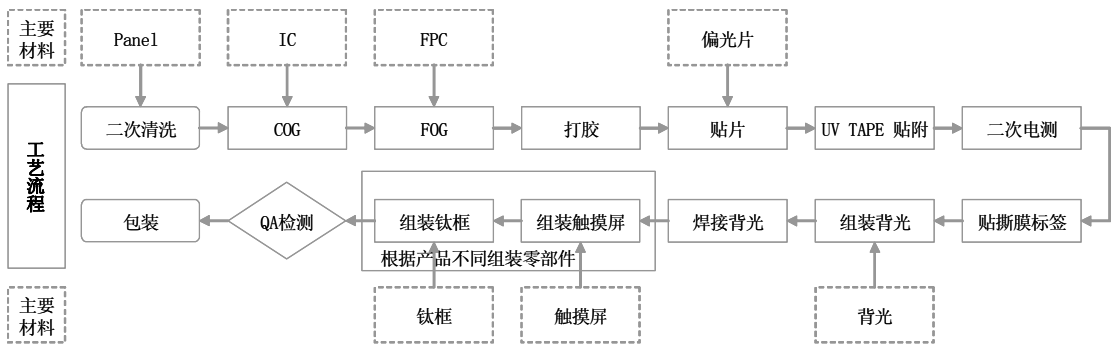 主要
材料
Panel
IC
FPC
偏光片
工艺流程
二次清洗
COG
FOG
打胶
贴片
UV TAPE 贴附
二次电测
包装
QA检测
组装钛框
组装触摸屏
焊接背光
组装背光
贴撕膜标签
根据产品不同组装零部件
主要
材料
钛框
触摸屏
背光